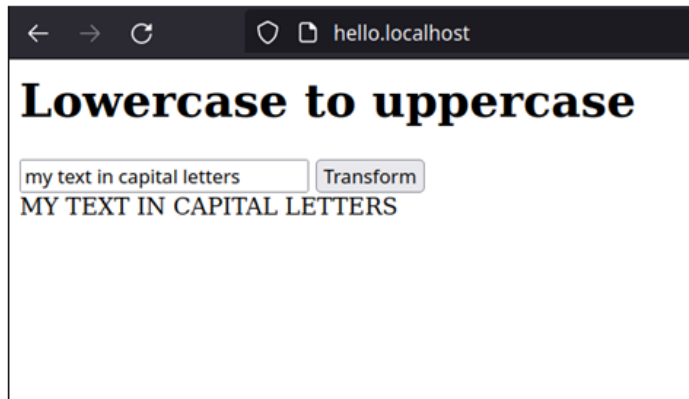 hello.localhost
Lowercase to uppercase
my text in capital letters Transform
MY TEXT IN CAPITAL LETTERS